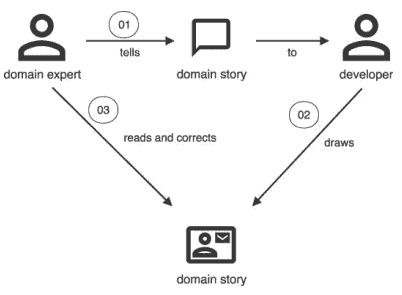 01
tells
to
domain expert
domain story
developer
03
02
reads and corrects
draws
domain story